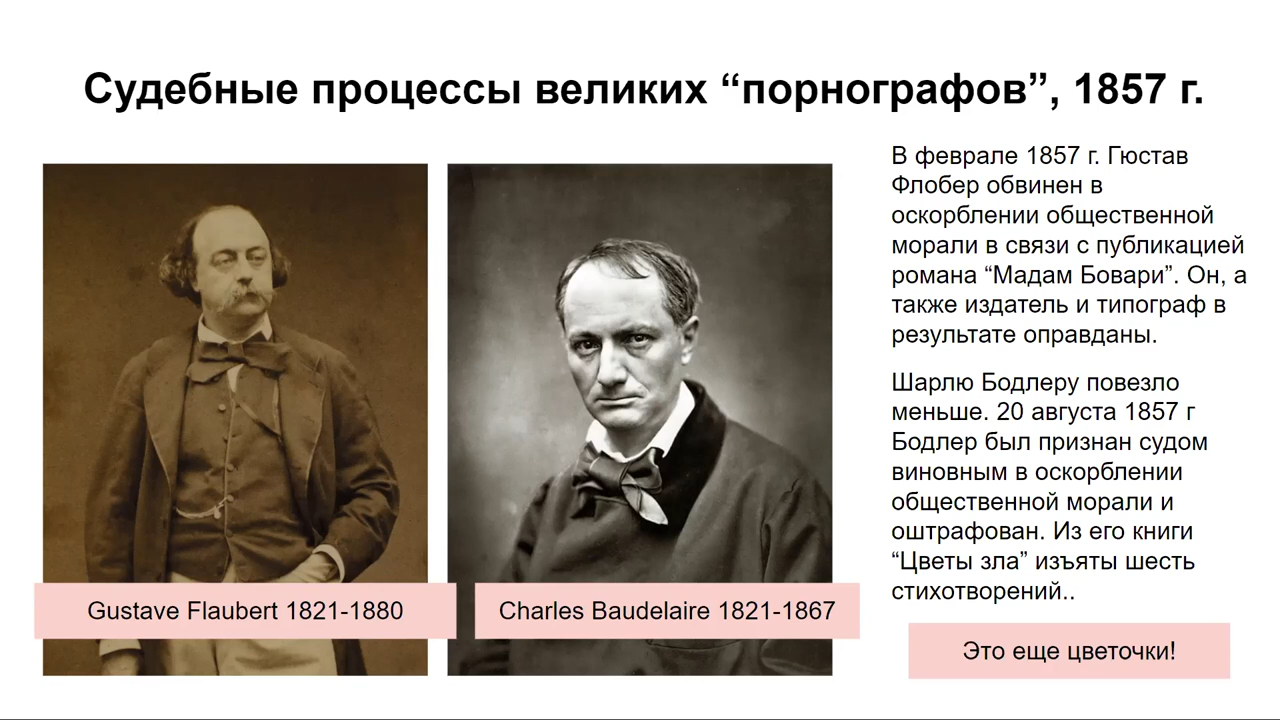 Судебные процессы великих “порнографов”, 1857 г.
В феврале 1857 г. Гюстав
Флобер обвинен в
оскорблении общественной
морали в связи с публикацией
романа “Мадам Бовари”. Он, а
также издатель и типограф в
результате оправданы.
Шарлю Бодлеру повезло
меньше. 20 августа 1857 г
Бодлер был признан судом
виновным в оскорблении
общественной морали и
оштрафован. Из его книги
“Цветы зла” изъяты шесть
стихотворений..
Gustave Flaubert 1821-1880
Charles Baudelaire 1821-1867
Это еще цветочки!